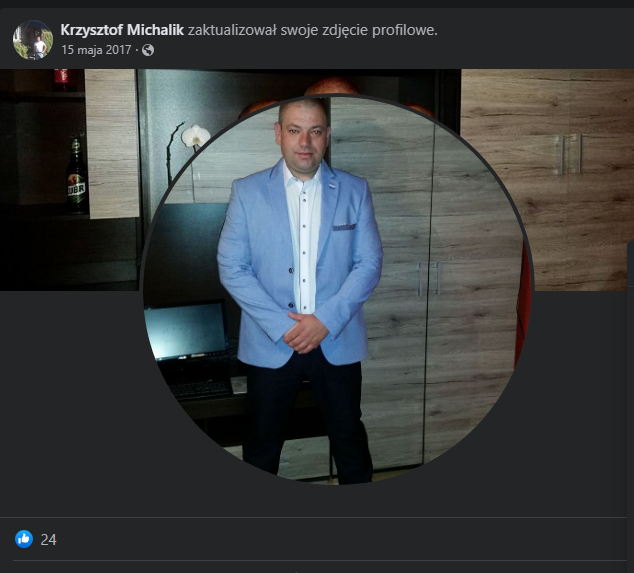 Krzysztof Michalik zaktualizował swoje zdjęcie profilowe.
15 maja 2017 ·
24